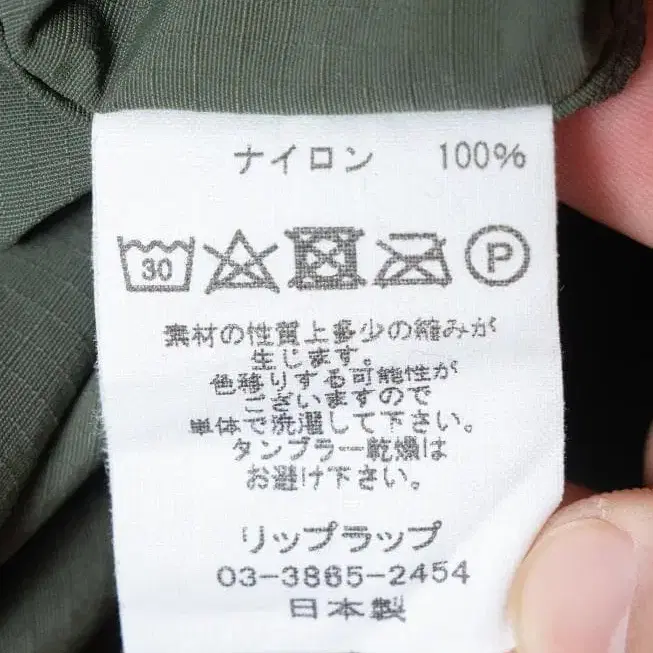 ナイロン 100%
30 P
素材の性質上多少の縮みが
生じます。
色移りする可能性が
ございますので
単体で洗濯して下さい。
タンブラー乾燥は
お避け下さい。
リップラップ
03-3865-2454
日本製